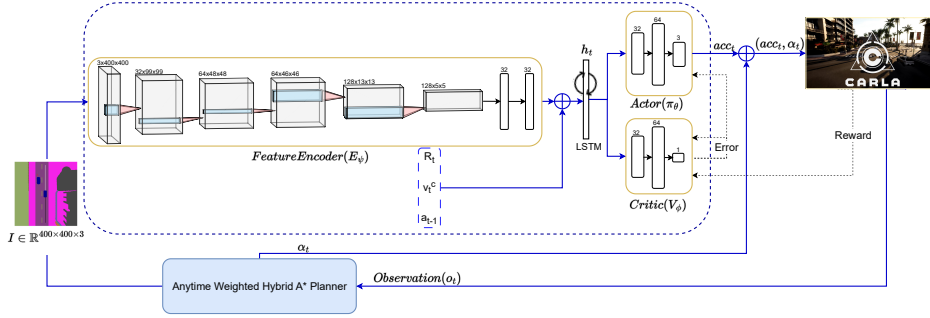 3x400x400
32x99x99
64x48x48
64x46x46
128x13x13
128x5x5
32
32
FeatureEncoder(E_ψ)
R_t
v_t^c
a_{t-1}
h_t
LSTM
32
64
3
Actor(π_θ)
32
64
1
Critic(V_ϕ)
Error
acc_t
(acc_t, α_t)
CARLA
Reward
I ∈ ℝ^{400×400×3}
α_t
Anytime Weighted Hybrid A* Planner
Observation(o_t)